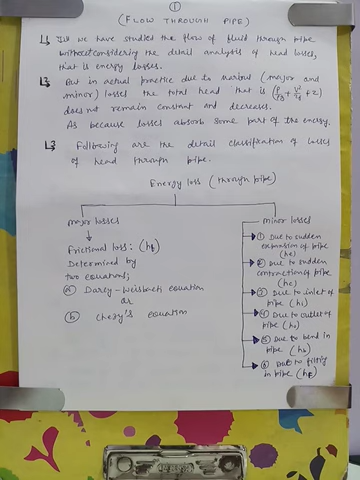 ①
(FLOW THROUGH PIPE)
1.1 Till we have studied the flow of fluid through pipe
without considering the detail analysis of head losses,
that is energy losses.
1.2 But in actual practice due to various (major and
minor) losses the total head that is (P/ρg + V²/2g + z)
does not remain constant and decreases.
As because losses absorb some part of the energy.
1.3 Following are the detail classification of losses
of head through pipe.
Energy loss (through pipe)
major losses
Frictional loss: (hf)
Determined by
two equations;
(a) Darcy-Weisbach equation
or
(b) Chezy's equation
minor losses
① Due to sudden
expansion of pipe
(he)
② Due to sudden
contraction of pipe
(hc)
③ Due to inlet of
pipe (hi)
④ Due to outlet
of pipe (ho)
⑤ Due to bend in
pipe (hb)
⑥ Due to fitting
in pipe (hf)